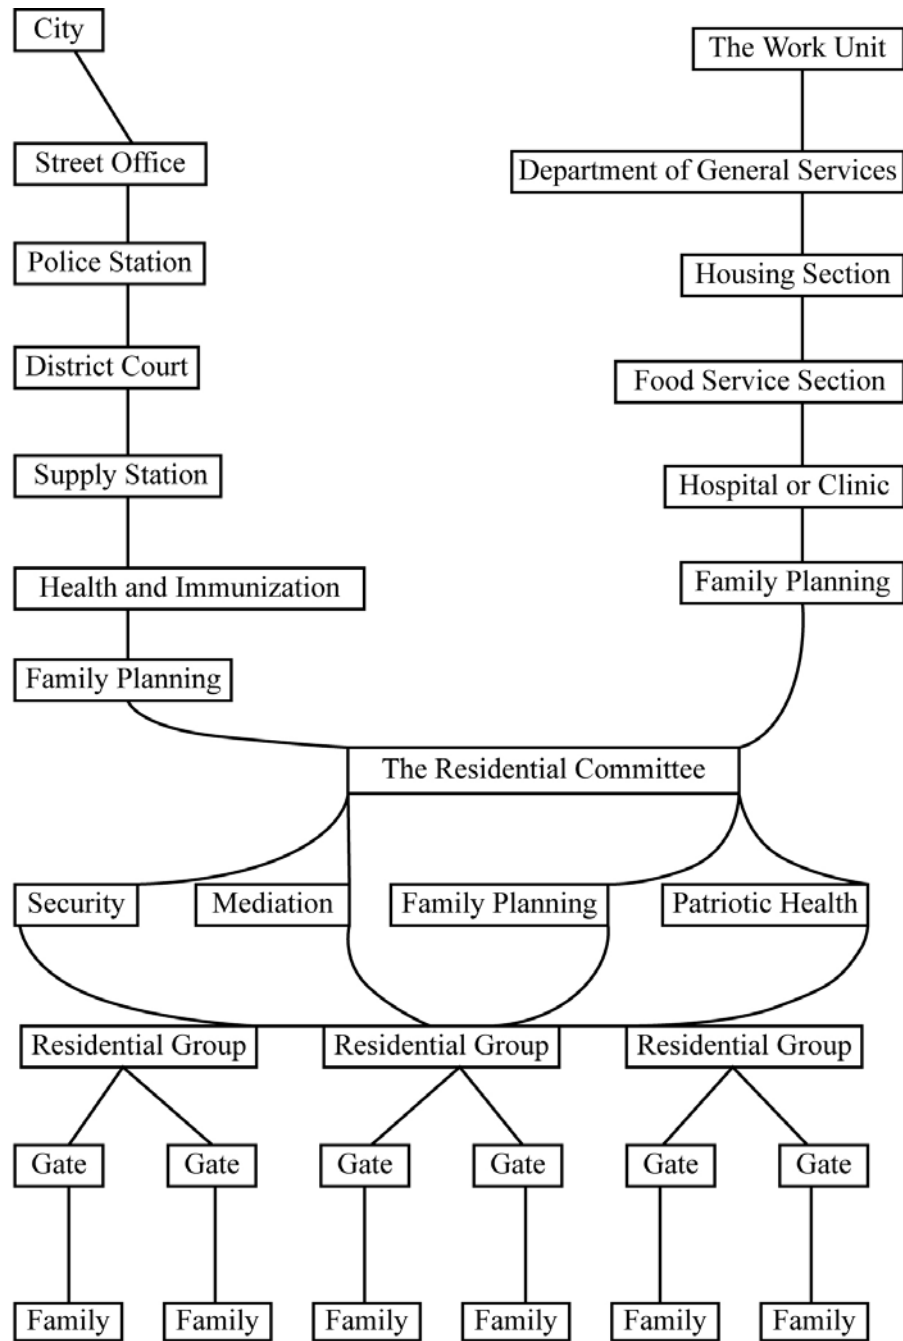 City
The Work Unit
Street Office
Department of General Services
Police Station
Housing Section
District Court
Food Service Section
Supply Station
Hospital or Clinic
Health and Immunization
Family Planning
Family Planning
The Residential Committee
Security
Mediation
Family Planning
Patriotic Health
Residential Group
Residential Group
Residential Group
Gate
Gate
Gate
Gate
Gate
Gate
Family
Family
Family
Family
Family
Family